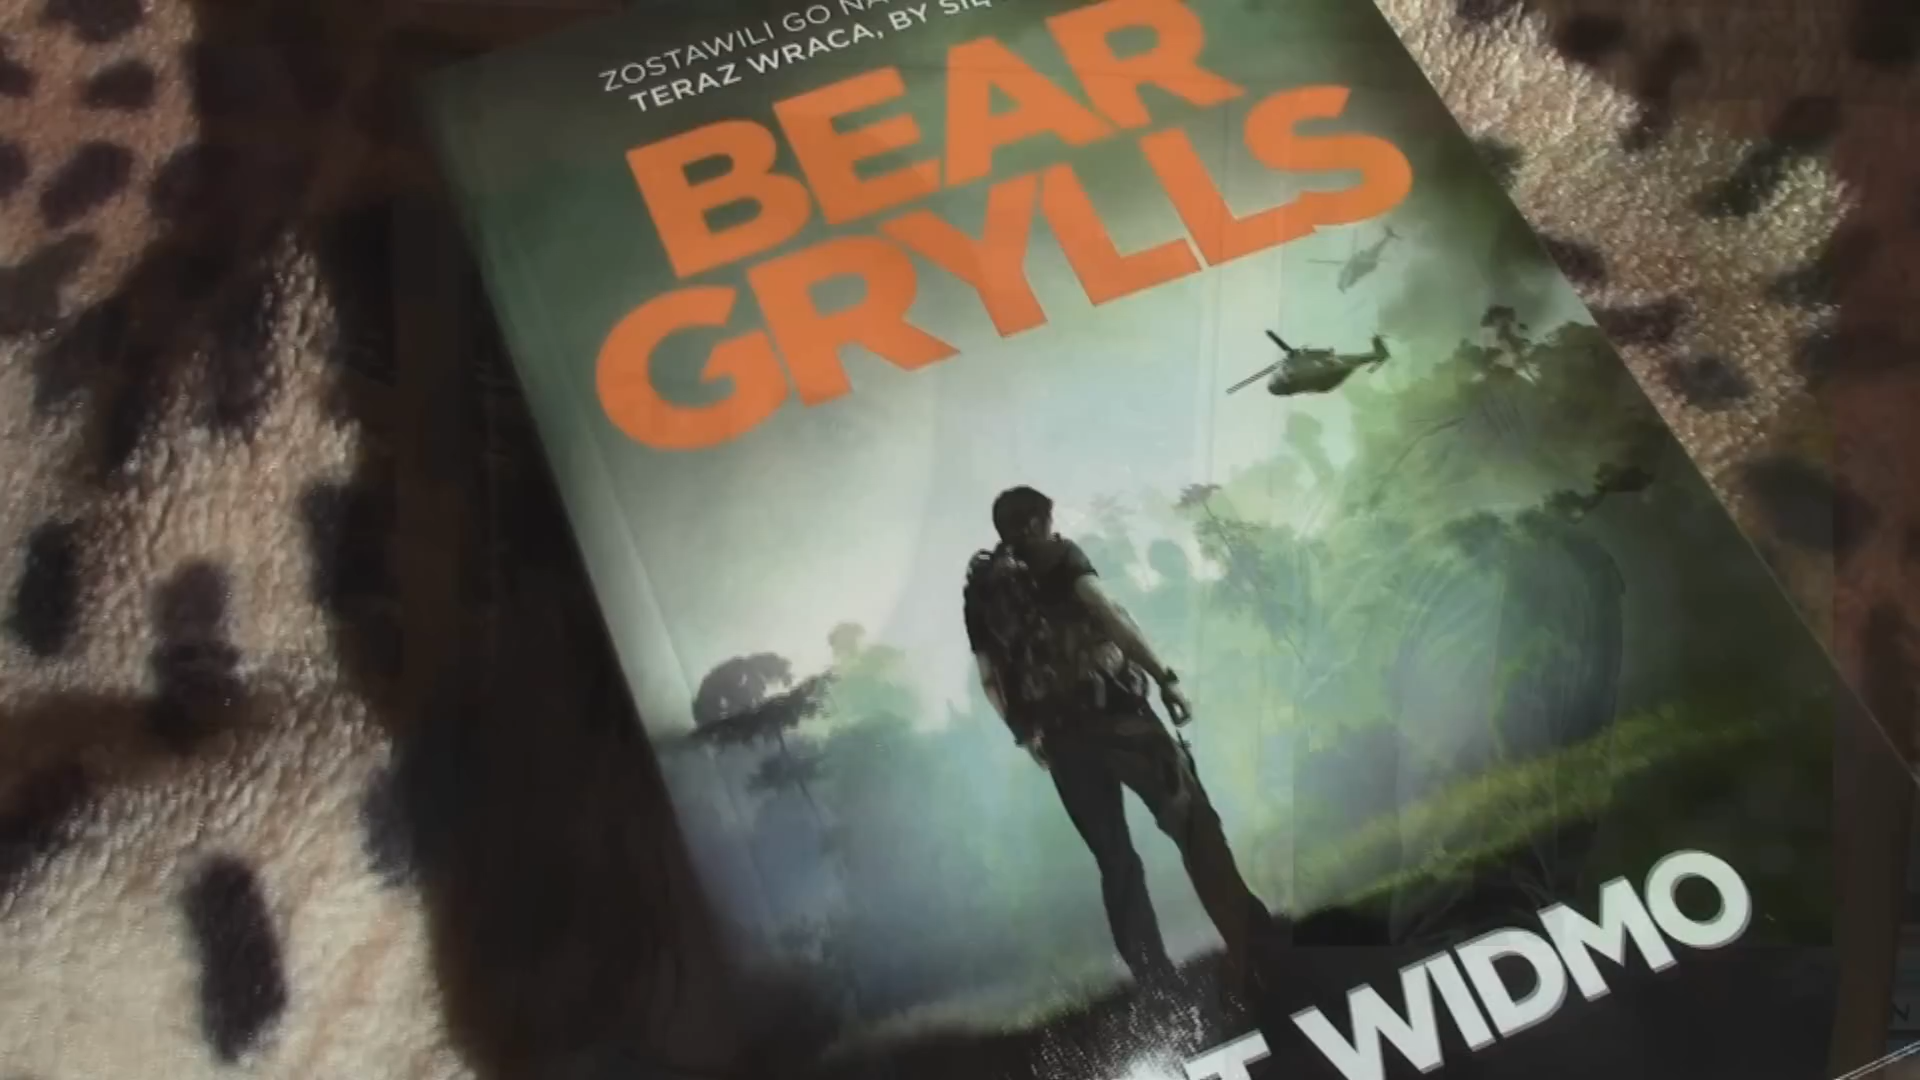 ZOSTAWILI GO NA
TERAZ WRACA, BY SIĘ
BEAR
GRYLLS
WIDMO